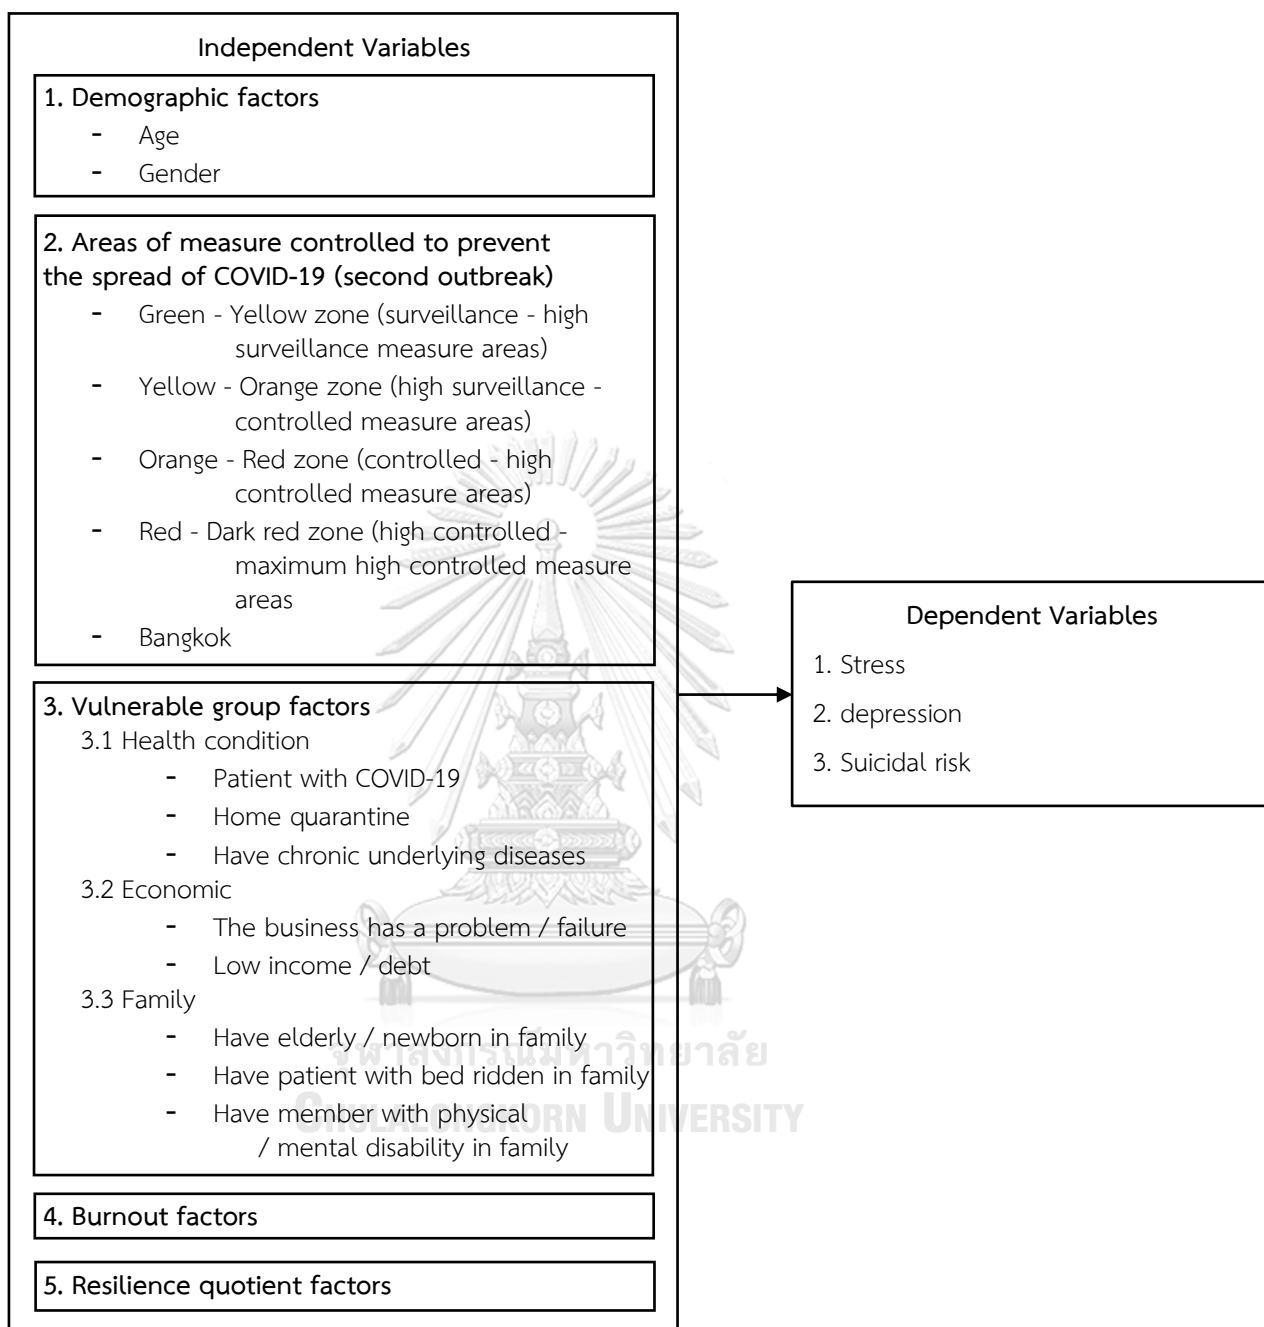 Independent Variables
1. Demographic factors
- Age
- Gender
2. Areas of measure controlled to prevent
the spread of COVID-19 (second outbreak)
- Green - Yellow zone (surveillance - high
surveillance measure areas)
- Yellow - Orange zone (high surveillance -
controlled measure areas)
- Orange - Red zone (controlled - high
controlled measure areas)
- Red - Dark red zone (high controlled -
maximum high controlled measure
areas
- Bangkok
3. Vulnerable group factors
3.1 Health condition
- Patient with COVID-19
- Home quarantine
- Have chronic underlying diseases
3.2 Economic
- The business has a problem / failure
- Low income / debt
3.3 Family
- Have elderly / newborn in family
- Have patient with bed ridden in family
- Have member with physical
/ mental disability in family
4. Burnout factors
5. Resilience quotient factors
Dependent Variables
1. Stress
2. depression
3. Suicidal risk
จุฬาลงกรณ์มหาวิทยาลัย
CHULALONGKORN UNIVERSITY